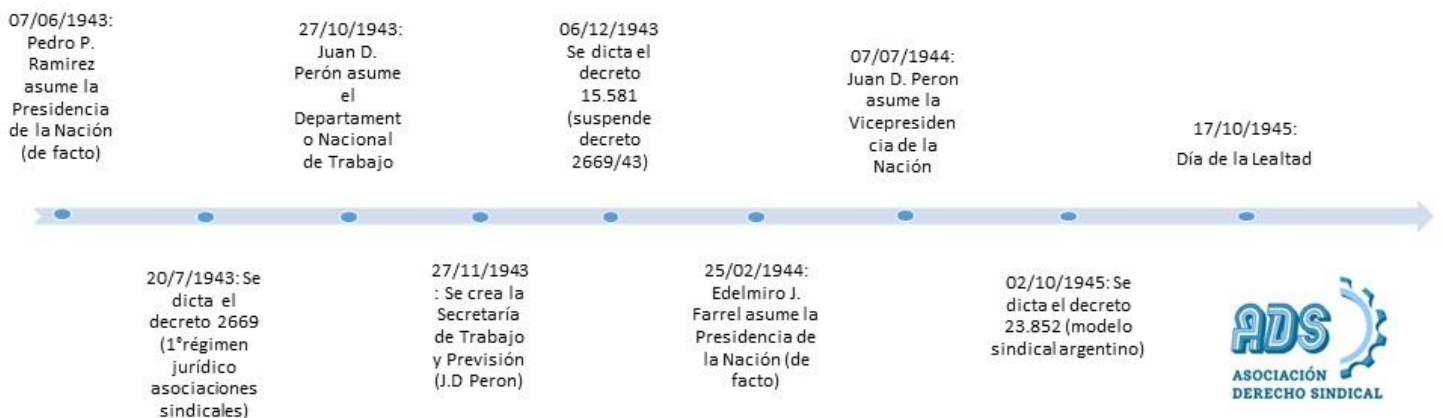 07/06/1943:
Pedro P.
Ramirez
asume la
Presidencia
de la Nación
(de facto)
27/10/1943:
Juan D.
Perón asume
el
Departament
o Nacional
de Trabajo
06/12/1943
Se dicta el
decreto
15.581
(suspende
decreto
2669/43)
07/07/1944:
Juan D. Peron
asume la
Vicepresiden
cia de la
Nación
17/10/1945:
Día de la Lealtad
20/7/1943: Se
dicta el
decreto 2669
(1°régimen
jurídico
asociaciones
sindicales)
27/11/1943
: Se crea la
Secretaría
de Trabajo
y Previsión
(J.D Peron)
25/02/1944:
Edelmiro J.
Farrel asume la
Presidencia de
la Nación (de
facto)
02/10/1945: Se
dicta el decreto
23.852 (modelo
sindical argentino)
ADS
ASOCIACIÓN
DERECHO SINDICAL